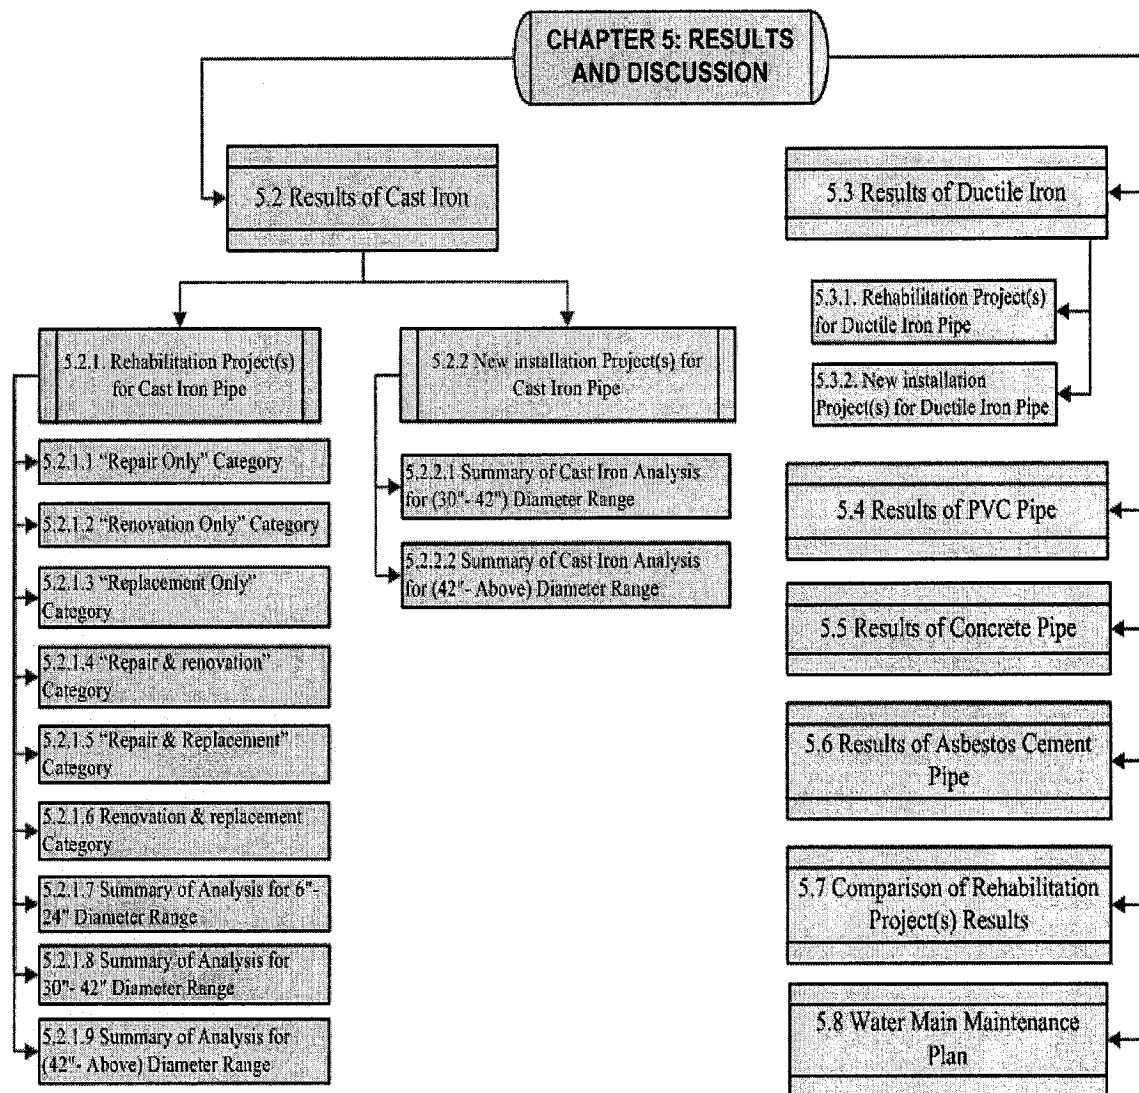 CHAPTER 5: RESULTS
AND DISCUSSION
5.2 Results of Cast Iron
5.2.1. Rehabilitation Project(s)
for Cast Iron Pipe
5.2.1.1 “Repair Only” Category
5.2.1.2 “Renovation Only” Category
5.2.1.3 “Replacement Only”
Category
5.2.1.4 “Repair & renovation”
Category
5.2.1.5 “Repair & Replacement”
Category
5.2.1.6 Renovation & replacement
Category
5.2.1.7 Summary of Analysis for 6"-
24" Diameter Range
5.2.1.8 Summary of Analysis for
30"- 42" Diameter Range
5.2.1.9 Summary of Analysis for
(42"- Above) Diameter Range
5.2.2 New installation Project(s) for
Cast Iron Pipe
5.2.2.1 Summary of Cast Iron Analysis
for (30"- 42") Diameter Range
5.2.2.2 Summary of Cast Iron Analysis
for (42"- Above) Diameter Range
5.3 Results of Ductile Iron
5.3.1. Rehabilitation Project(s)
for Ductile Iron Pipe
5.3.2. New installation
Project(s) for Ductile Iron Pipe
5.4 Results of PVC Pipe
5.5 Results of Concrete Pipe
5.6 Results of Asbestos Cement
Pipe
5.7 Comparison of Rehabilitation
Project(s) Results
5.8 Water Main Maintenance
Plan